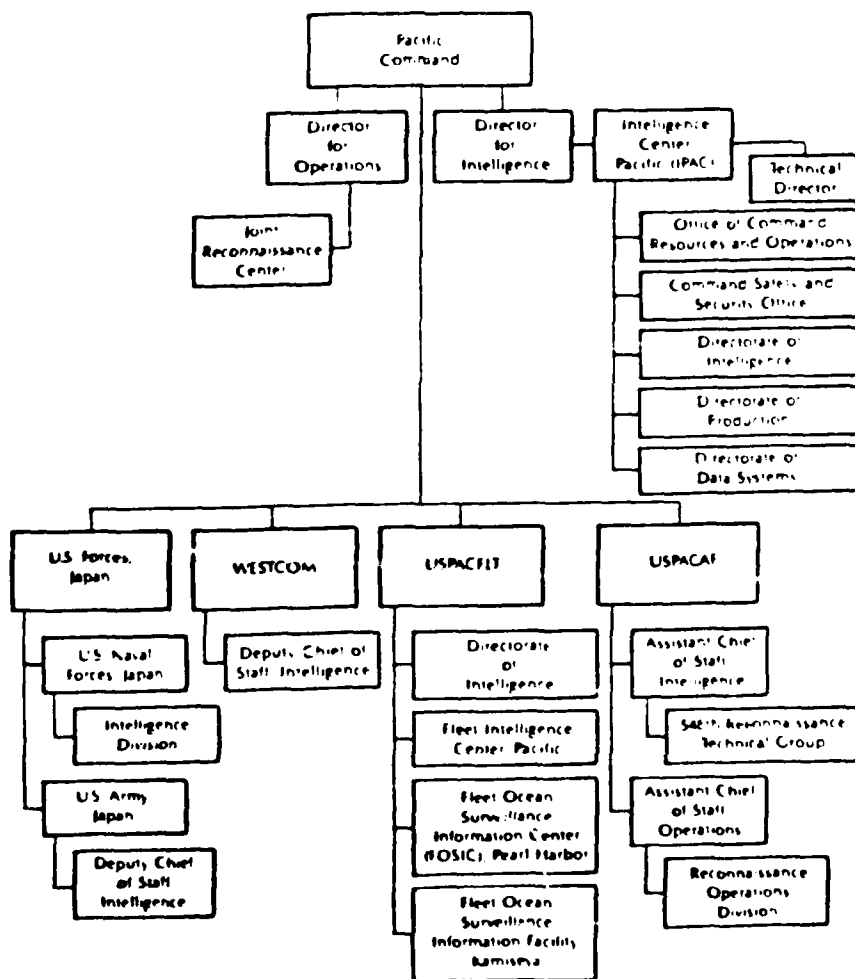 Pacific
Command
Director
for
Operations
Director
for
Intelligence
Intelligence
Center
Pacific (IPAC)
Technical
Director
Joint
Reconnaissance
Center
Office of Command
Resources and Operations
Command Safety and
Security Office
Directorate of
Intelligence
Directorate of
Production
Directorate of
Data Systems
U.S. Forces,
Japan
WESTCOM
USPACFLT
USPACAF
U.S. Naval
Forces, Japan
Intelligence
Division
U.S. Army
Japan
Deputy Chief
of Staff
Intelligence
Deputy Chief of
Staff Intelligence
Directorate
of
Intelligence
Fleet Intelligence
Center Pacific
Fleet Ocean
Surveillance
Information Center
(FOSIC), Pearl Harbor
Fleet Ocean
Surveillance
Information Facility
Kamiseya
Assistant Chief
of Staff
Intelligence
548th Reconnaissance
Technical Group
Assistant Chief
of Staff
Operations
Reconnaissance
Operations
Division